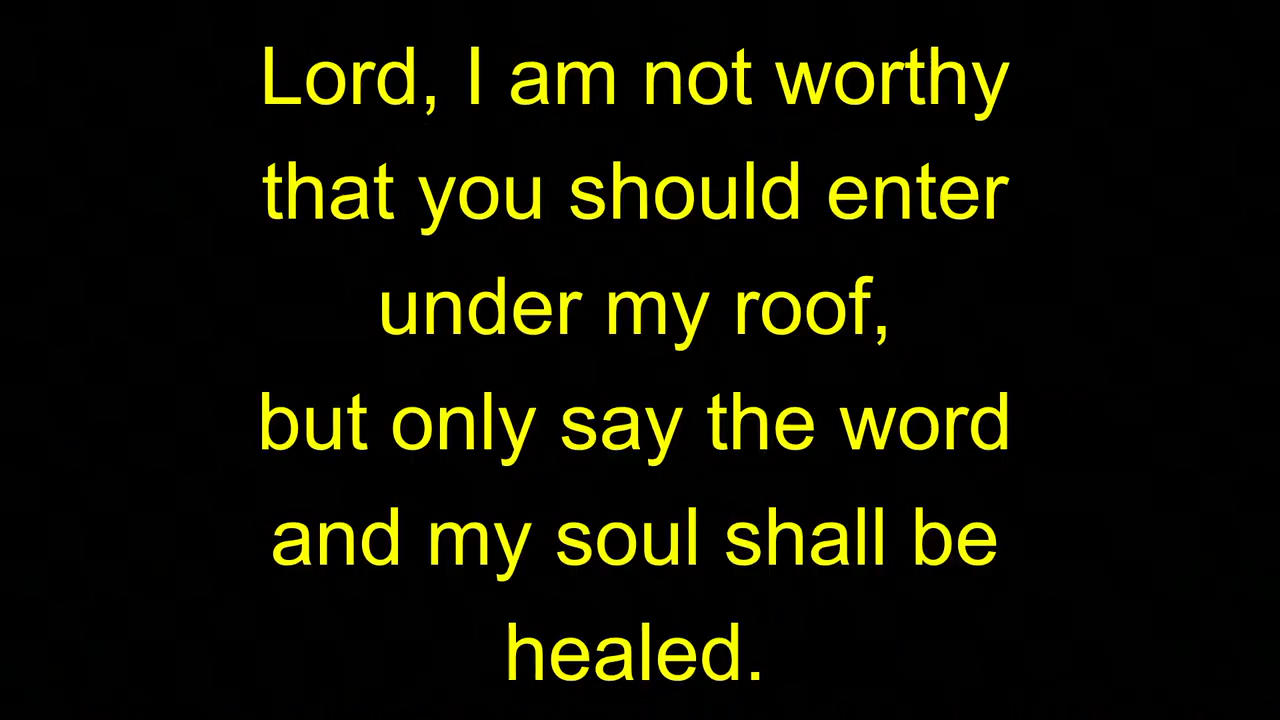 Lord, I am not worthy
that you should enter
under my roof,
but only say the word
and my soul shall be
healed.